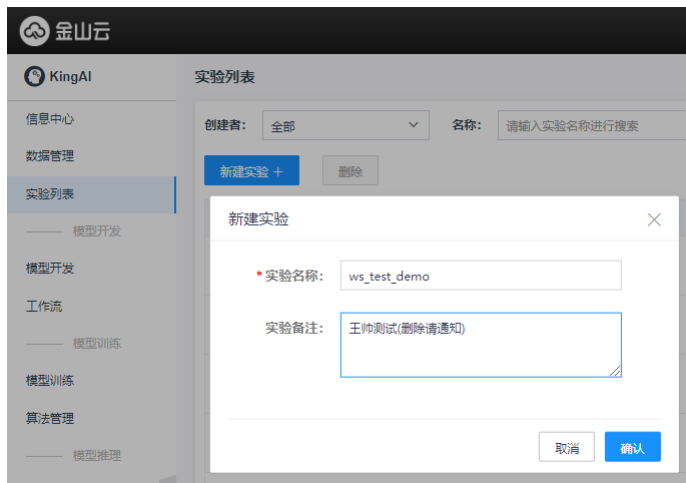 金山云
KingAI
实验列表
信息中心
创建者： 全部 名称： 请输入实验名称进行搜索
数据管理
新建实验 + 删除
实验列表
新建实验
模型开发
模型开发
*实验名称： ws_test_demo
工作流
实验备注： 王帅测试(删除请通知)
模型训练
模型训练
算法管理
取消 确认
模型推理